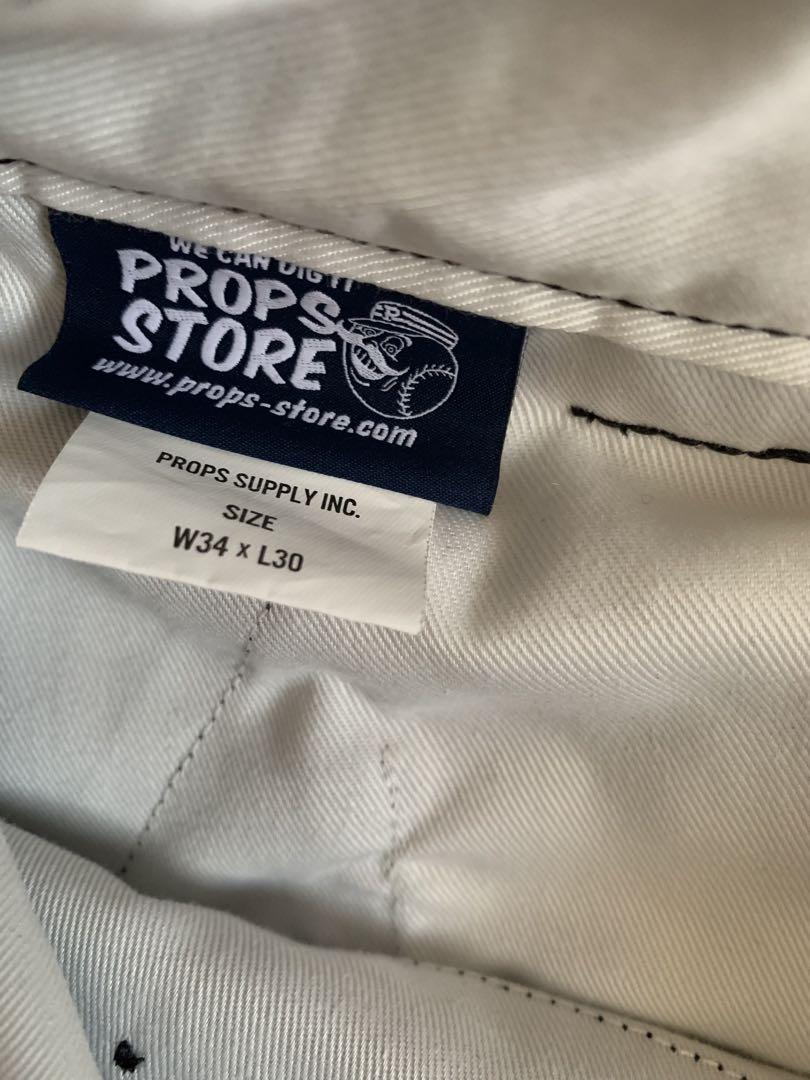 WE CAN DIG IT
PROPS
STORE
www.props-store.com
PROPS SUPPLY INC.
SIZE
W34 x L30